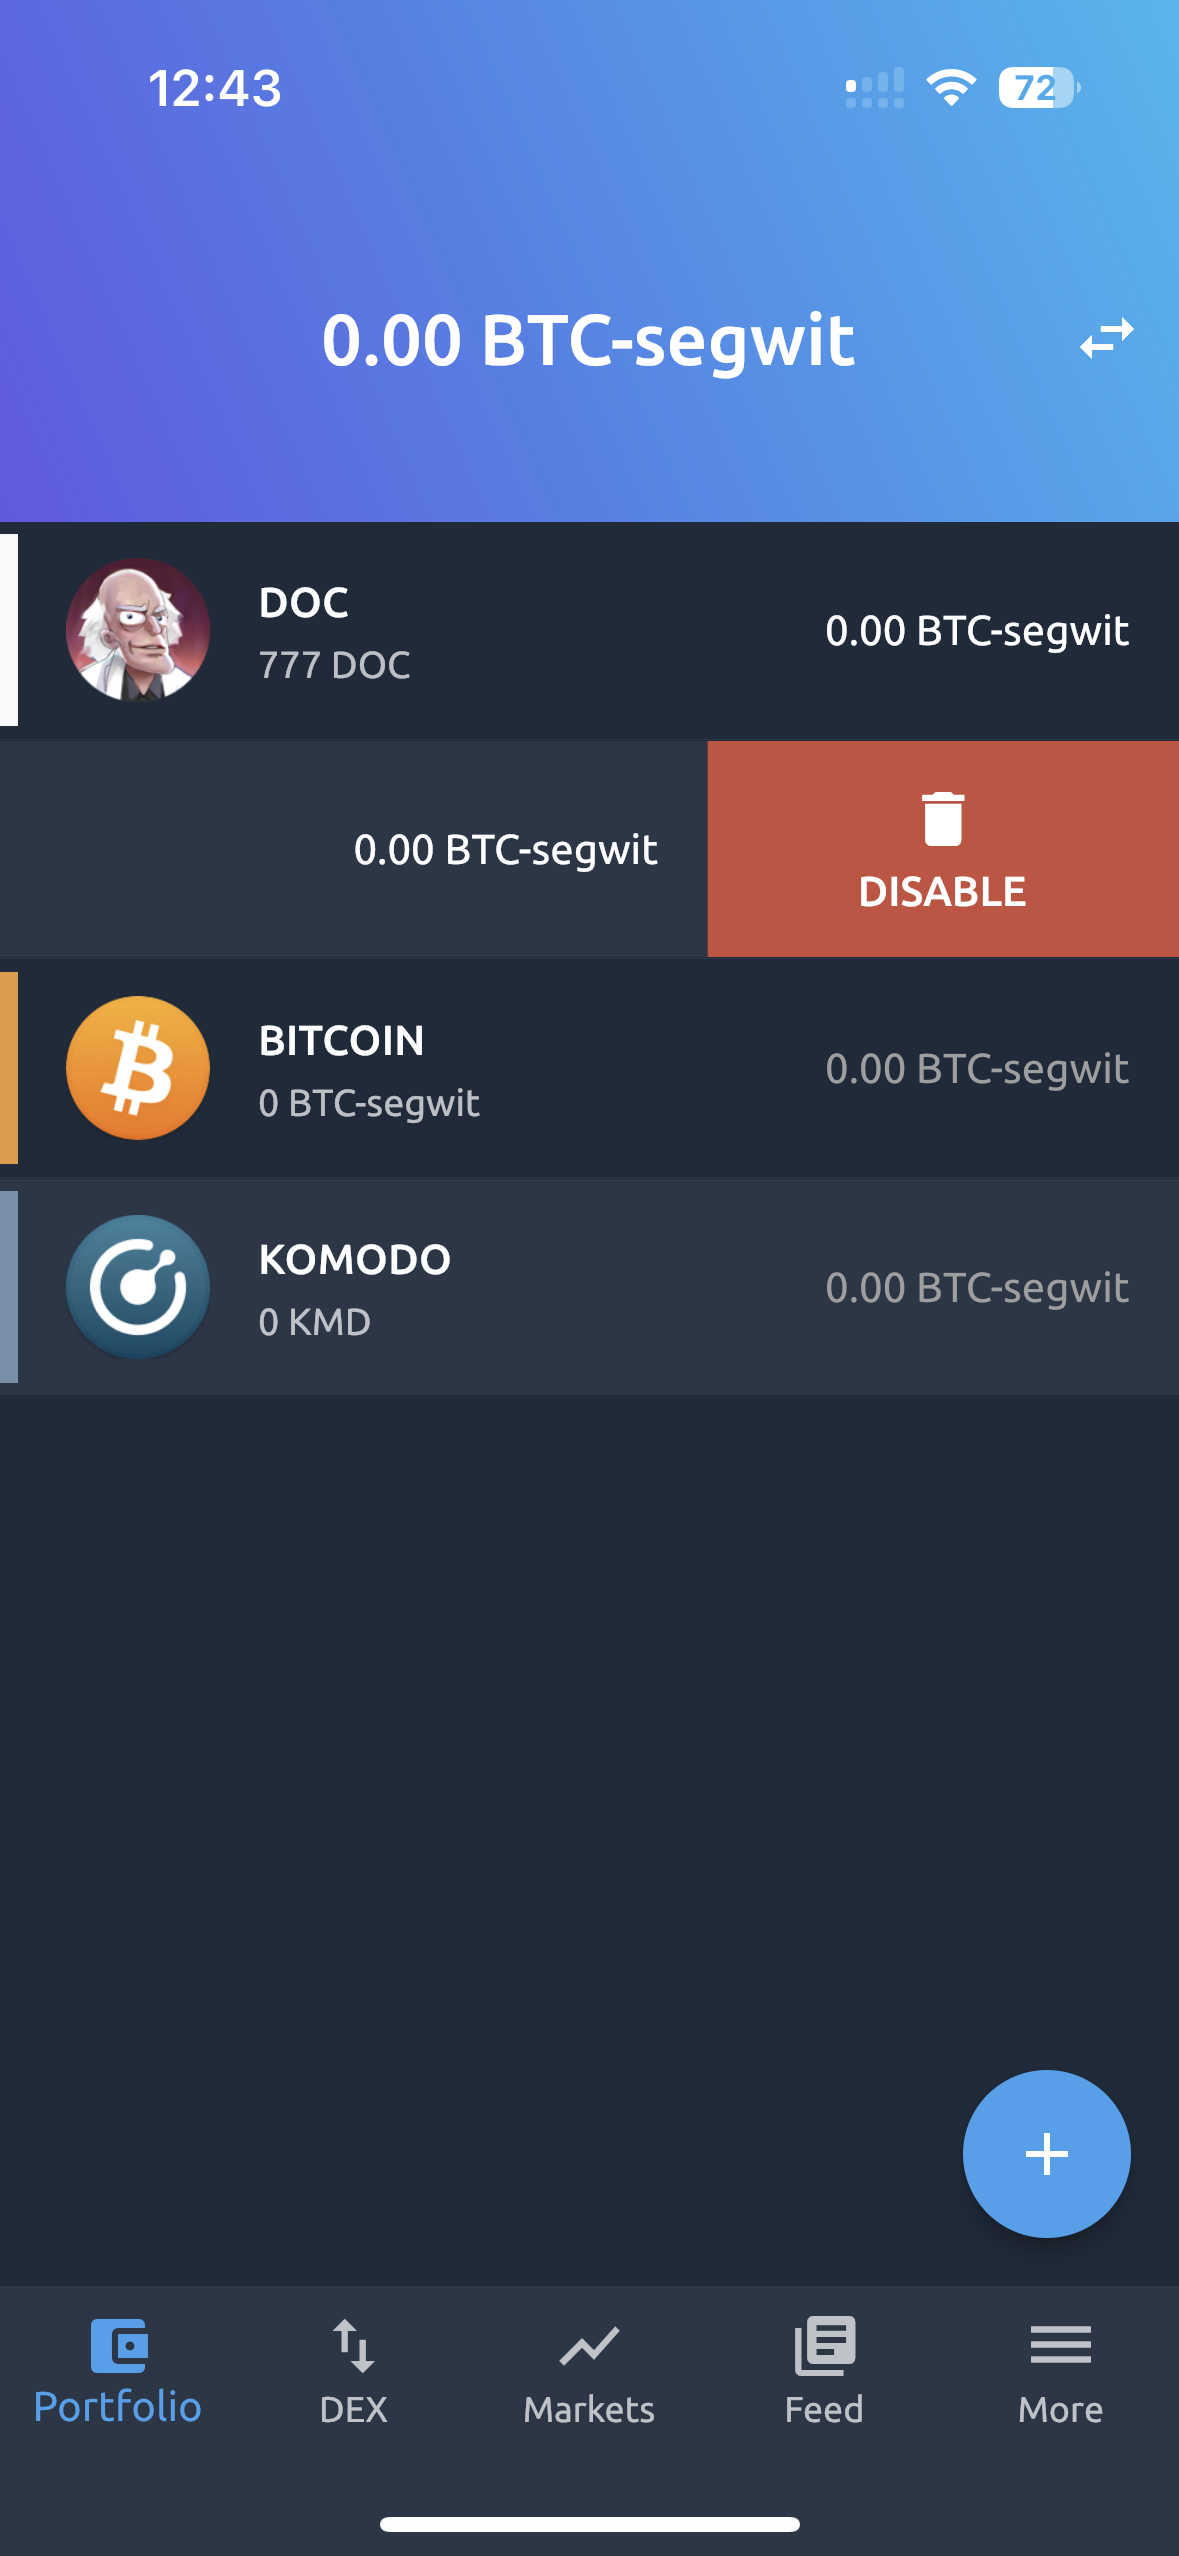 12:43
72
0.00 BTC-segwit
DOC
777 DOC
0.00 BTC-segwit
0.00 BTC-segwit
DISABLE
BITCOIN
0 BTC-segwit
0.00 BTC-segwit
KOMODO
0 KMD
0.00 BTC-segwit
Portfolio
DEX
Markets
Feed
More